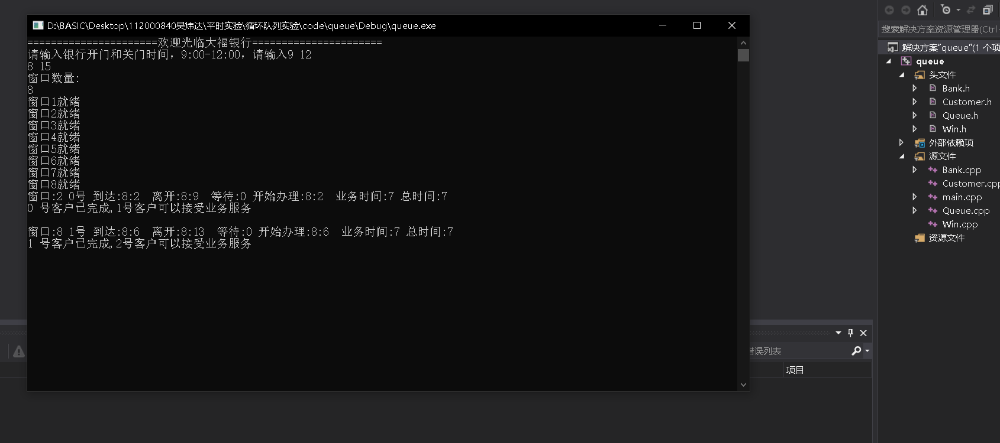 D:\BASIC\Desktop\112000840吴炜达\平时实验\循环队列实验\code\queue\Debug\queue.exe
======================欢迎光临大福银行======================
请输入银行开门和关门时间，9:00-12:00，请输入9 12
8 15
窗口数量:
8
窗口1就绪
窗口2就绪
窗口3就绪
窗口4就绪
窗口5就绪
窗口6就绪
窗口7就绪
窗口8就绪
窗口:2 0号 到达:8:2  离开:8:9  等待:0 开始办理:8:2  业务时间:7 总时间:7
0 号客户已完成,1号客户可以接受业务服务
窗口:8 1号 到达:8:6  离开:8:13  等待:0 开始办理:8:6  业务时间:7 总时间:7
1 号客户已完成,2号客户可以接受业务服务
搜索解决方案资源管理器(Ctrl
解决方案"queue"(1 个项
queue
头文件
Bank.h
Customer.h
Queue.h
Win.h
外部依赖项
源文件
Bank.cpp
Customer.cpp
main.cpp
Queue.cpp
Win.cpp
资源文件
错误列表
项目